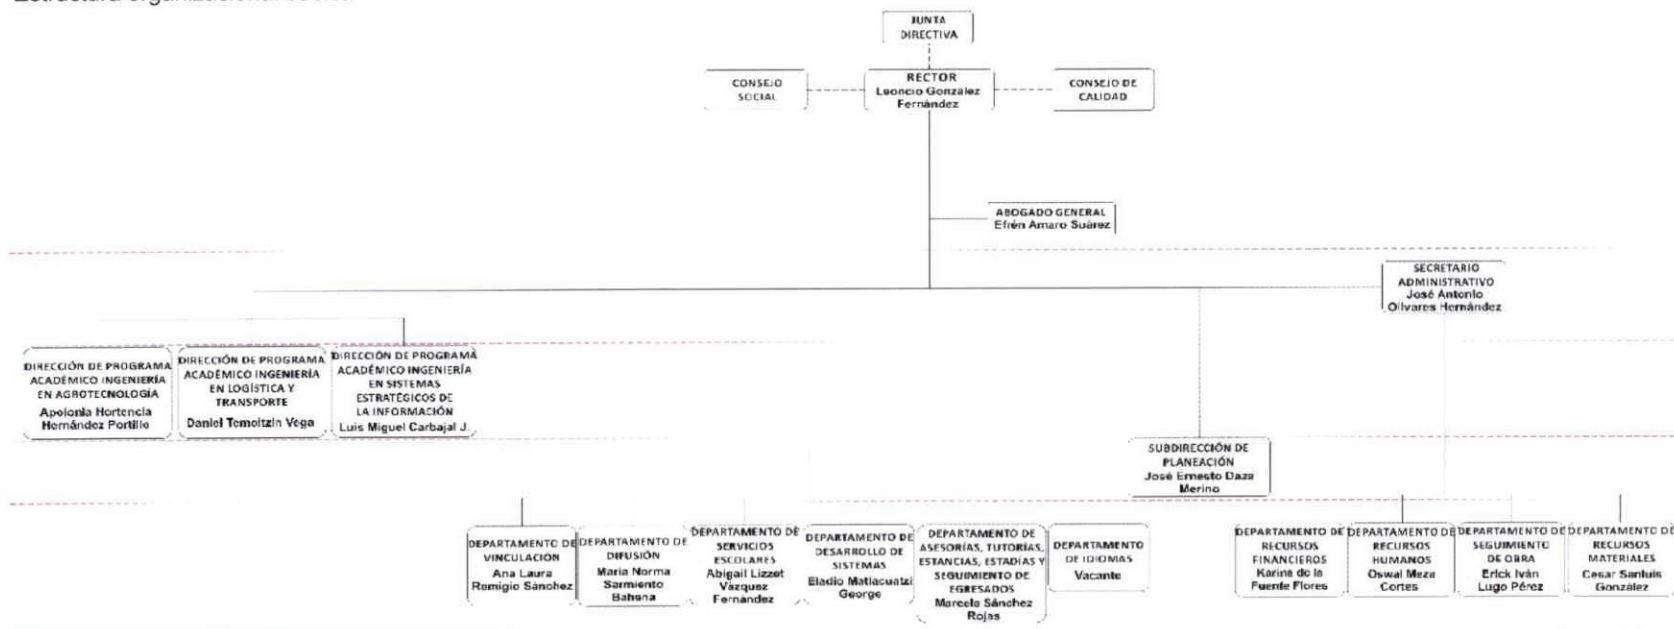 Estructura organizacional
JUNTA
DIRECTIVA
CONSEJO
SOCIAL
RECTOR
Leoncio González
Fernández
CONSEJO DE
CALIDAD
ABOGADO GENERAL
Efrén Amaro Suárez
SECRETARIO
ADMINISTRATIVO
José Antonio
Olivares Hernández
DIRECCIÓN DE PROGRAMA
ACADÉMICO INGENIERÍA
EN AGROTECNOLOGÍA
Apolonia Hortencia
Hernández Portillo
DIRECCIÓN DE PROGRAMA
ACADÉMICO INGENIERÍA
EN LOGÍSTICA Y
TRANSPORTE
Daniel Temoltzin Vega
DIRECCIÓN DE PROGRAMA
ACADÉMICO INGENIERÍA
EN SISTEMAS
ESTRATÉGICOS DE
LA INFORMACIÓN
Luis Miguel Carbajal J.
SUBDIRECCIÓN DE
PLANEACIÓN
José Ernesto Daza
Merino
DEPARTAMENTO DE
VINCULACIÓN
Ana Laura
Remigio Sánchez
DEPARTAMENTO DE
DIFUSIÓN
María Norma
Sarmiento
Bahena
DEPARTAMENTO DE
SERVICIOS
ESCOLARES
Abigail Lizzet
Vázquez
Fernández
DEPARTAMENTO DE
DESARROLLO DE
SISTEMAS
Eladio Matlacuatzi
George
DEPARTAMENTO DE
ASESORÍAS, TUTORÍAS,
ESTANCIAS, ESTADÍAS Y
SEGUIMIENTO DE
EGRESADOS
Marcelo Sánchez
Rojas
DEPARTAMENTO
DE IDIOMAS
Vacante
DEPARTAMENTO DE
RECURSOS
FINANCIEROS
Karina de la
Fuente Flores
DEPARTAMENTO DE
RECURSOS
HUMANOS
Oswal Meza
Cortes
DEPARTAMENTO DE
SEGUIMIENTO
DE OBRA
Erick Iván
Lugo Pérez
DEPARTAMENTO DE
RECURSOS
MATERIALES
Cesar Sanluis
González